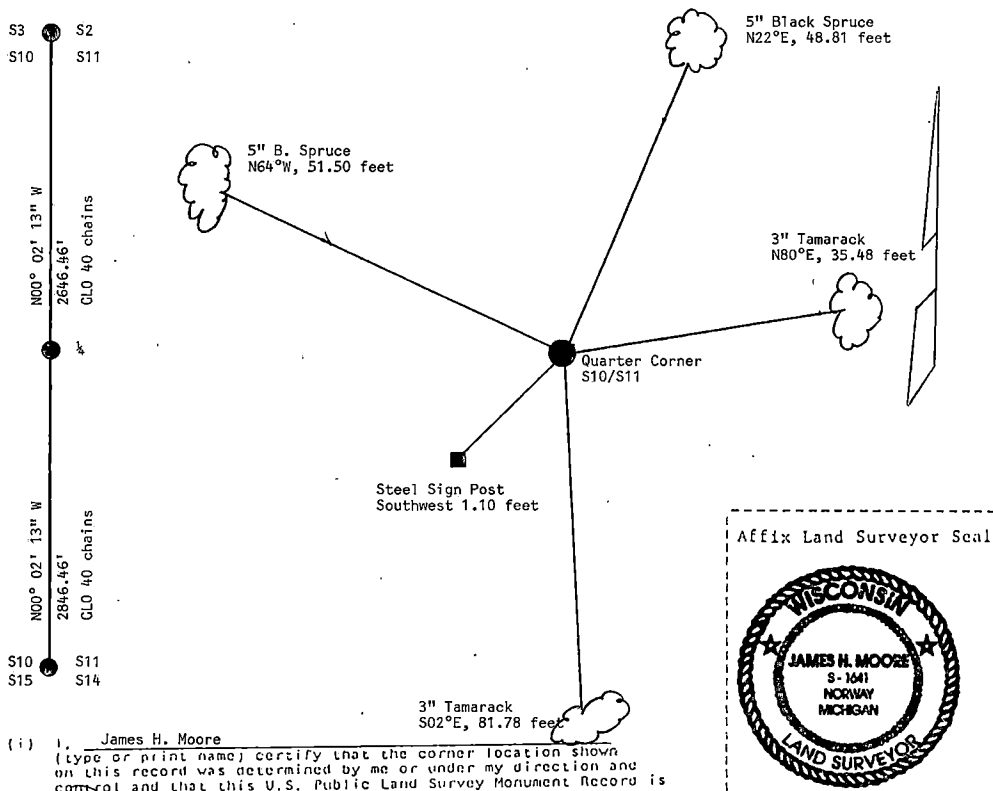 S3 S2
S10 S11
5" Black Spruce
N22°E, 48.81 feet
5" B. Spruce
N64°W, 51.50 feet
N00° 02' 13" W
2646.46'
GLO 40 chains
3" Tamarack
N80°E, 35.48 feet
¼
Quarter Corner
S10/S11
Steel Sign Post
Southwest 1.10 feet
N00° 02' 13" W
2846.46'
GLO 40 chains
S10 S11
S15 S14
3" Tamarack
S02°E, 81.78 feet
Affix Land Surveyor Seal
WISCONSIN
JAMES H. MOORE
S-1641
NORWAY
MICHIGAN
LAND SURVEYOR
(i) I, James H. Moore
(type or print name) certify that the corner location shown
on this record was determined by me or under my direction and
control and that this U.S. Public Land Survey Monument Record is